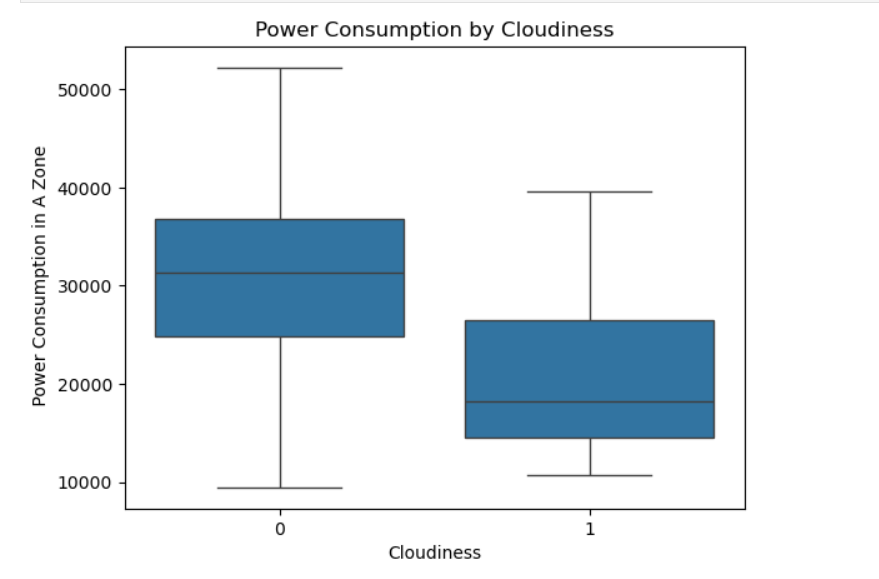 Power Consumption by Cloudiness
Power Consumption in A Zone
50000
40000
30000
20000
10000
0 1
Cloudiness